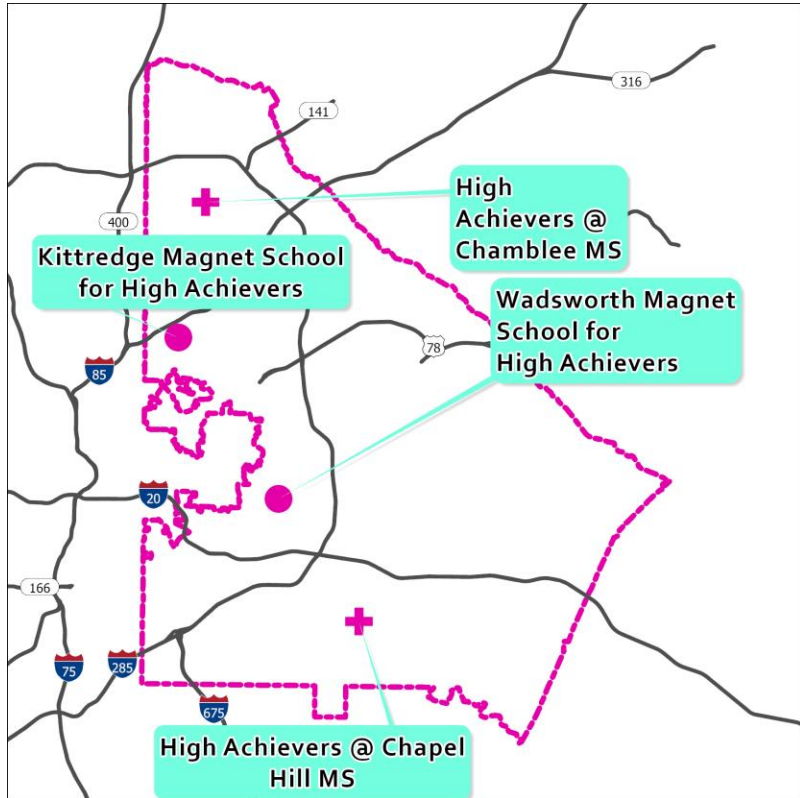 316
141
High
Achievers @
Chamblee MS
400
Kittredge Magnet School
for High Achievers
Wadsworth Magnet
School for
High Achievers
78
85
20
166
75
285
675
High Achievers @ Chapel
Hill MS